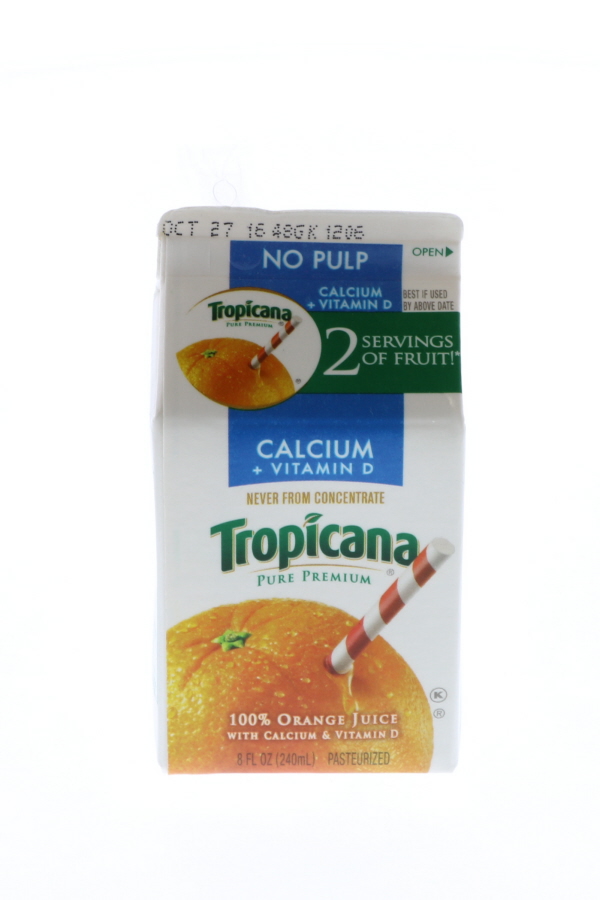 OCT 27 16 48GK 1206
NO PULP
OPEN
CALCIUM
+ VITAMIN D
BEST IF USED
BY ABOVE DATE
Tropicana
PURE PREMIUM
®
2 SERVINGS
OF FRUIT!*
CALCIUM
+ VITAMIN D
NEVER FROM CONCENTRATE
Tropicana
®
PURE PREMIUM
K
®
100% ORANGE JUICE
WITH CALCIUM & VITAMIN D
8 FL OZ (240mL) PASTEURIZED